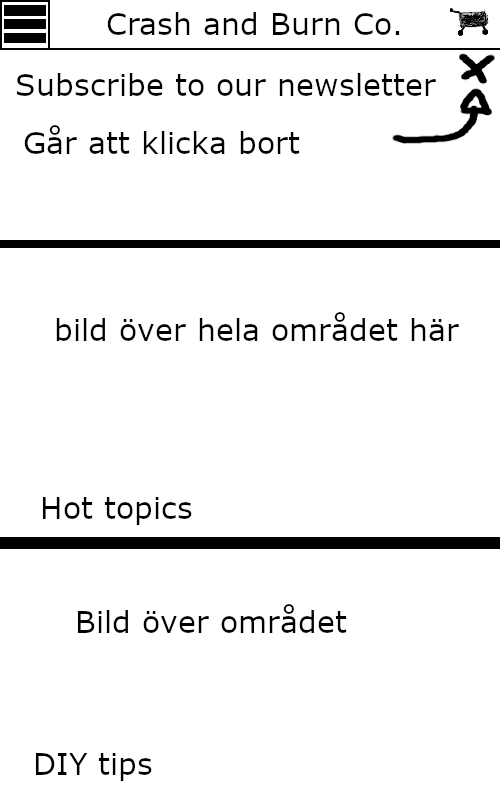 Crash and Burn Co.
Subscribe to our newsletter
Går att klicka bort
bild över hela området här
Hot topics
Bild över området
DIY tips